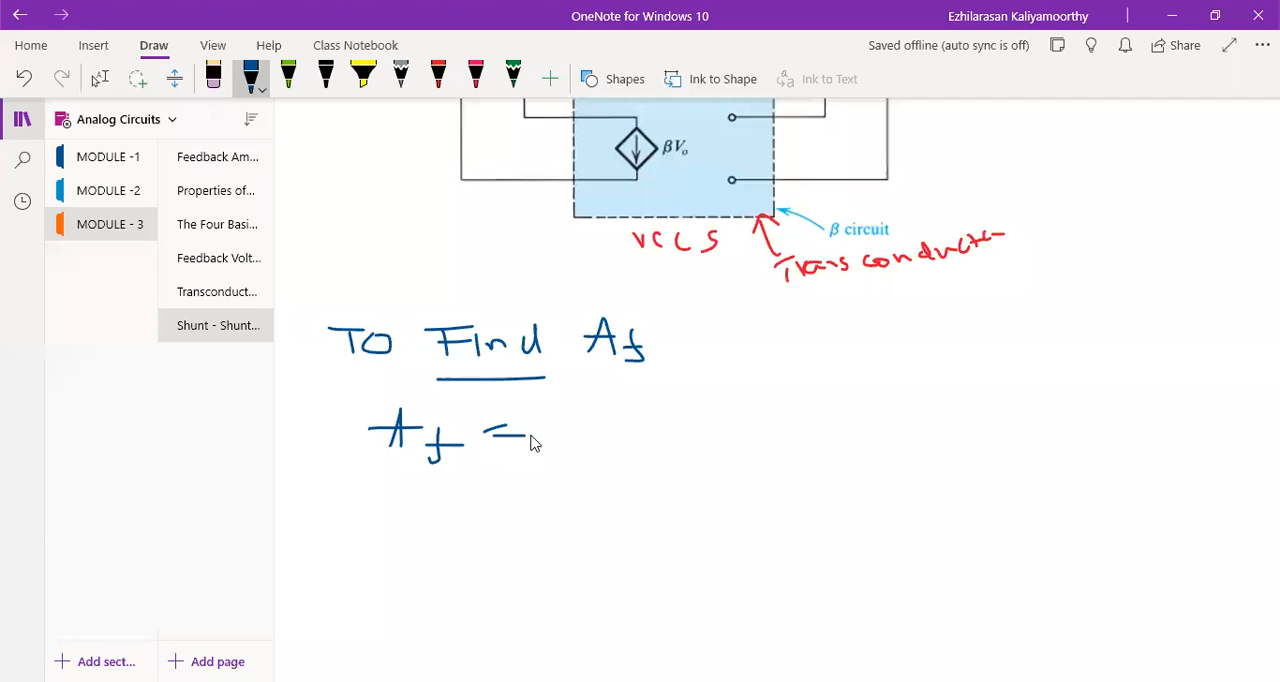 OneNote for Windows 10
Ezhilarasan Kaliyamoorthy
Home Insert Draw View Help Class Notebook
Saved offline (auto sync is off)
Share
Shapes
Ink to Shape
Ink to Text
Analog Circuits
MODULE -1
MODULE -2
MODULE - 3
Feedback Am...
Properties of...
The Four Basi...
Feedback Volt...
Transconduct...
Shunt - Shunt...
βVo
β circuit
VCCS
Trans conducter
TO Find Af
Af =
Add sect...
Add page